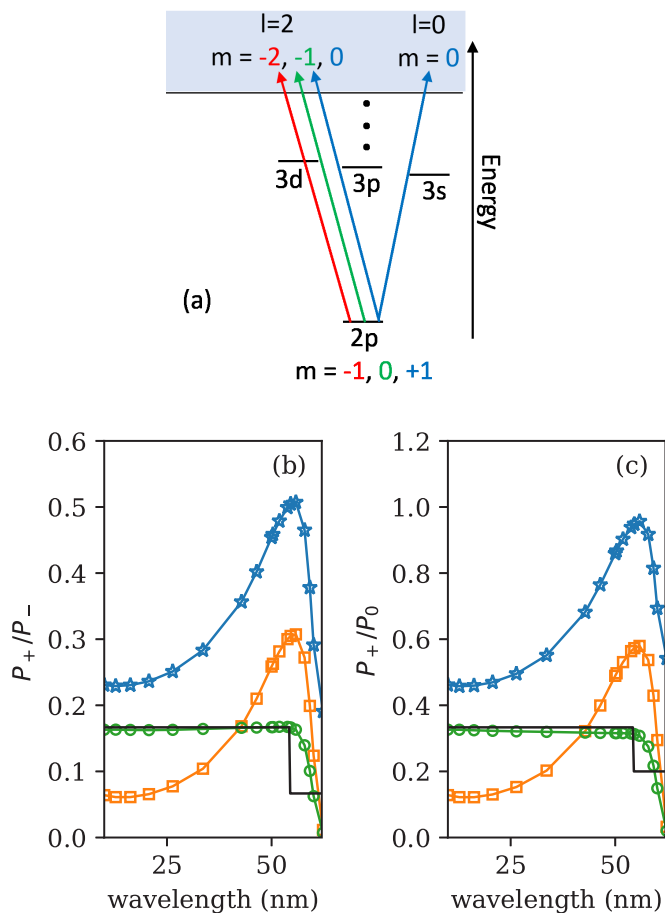 l=2 l=0
m = -2, -1, 0 m = 0
3d 3p 3s
Energy
(a)
2p
m = -1, 0, +1
(b)
0.6
0.5
0.4
0.3
0.2
0.1
0.0
P+/P−
25 50
wavelength (nm)
(c)
1.2
1.0
0.8
0.6
0.4
0.2
0.0
P+/P0
25 50
wavelength (nm)